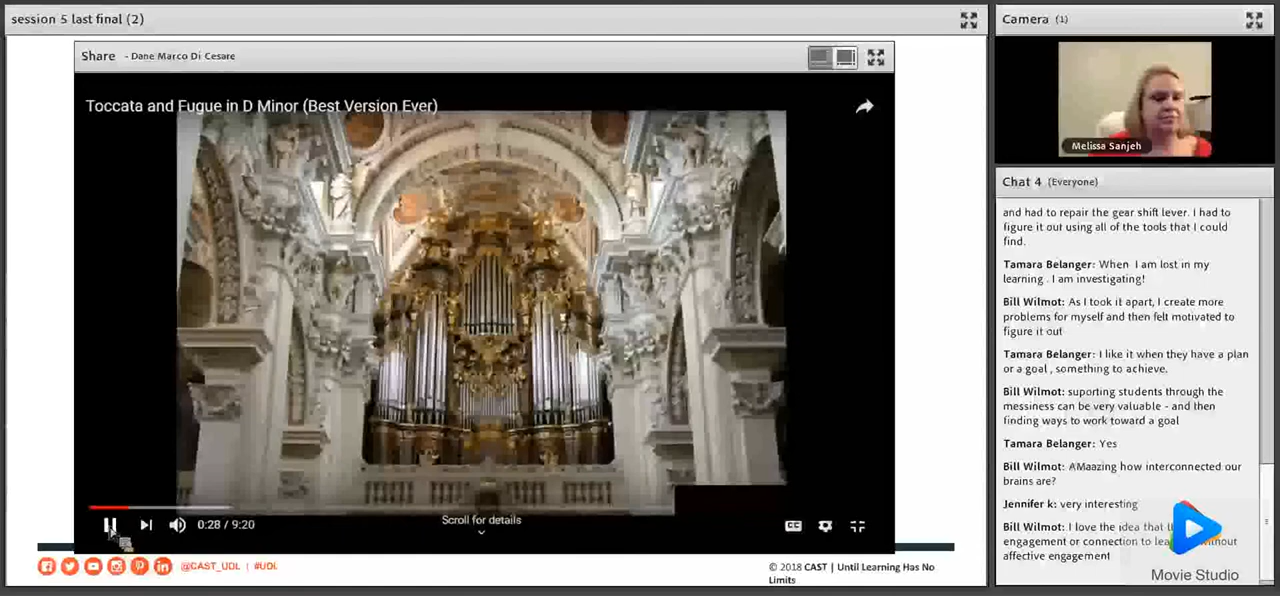 session 5 last final (2)
Share - Dane Marco Di Cesare
Toccata and Fugue in D Minor (Best Version Ever)
0:28 / 9:20
Scroll for details
CC
@CAST_UDL | #UDL
© 2018 CAST | Until Learning Has No
Limits
Camera (1)
Melissa Sanjeh
Chat 4 (Everyone)
and had to repair the gear shift lever. I had to
figure it out using all of the tools that I could
find.
Tamara Belanger: When I am lost in my
learning . I am investigating!
Bill Wilmot: As I took it apart, I create more
problems for myself and then felt motivated to
figure it out
Tamara Belanger: I like it when they have a plan
or a goal , something to achieve.
Bill Wilmot: suporting students through the
messiness can be very valuable - and then
finding ways to work toward a goal
Tamara Belanger: Yes
Bill Wilmot: AMaazing how interconnected our
brains are?
Jennifer k: very interesting
Bill Wilmot: I love the idea that
engagement or connection to without
affective engagement
Movie Studio